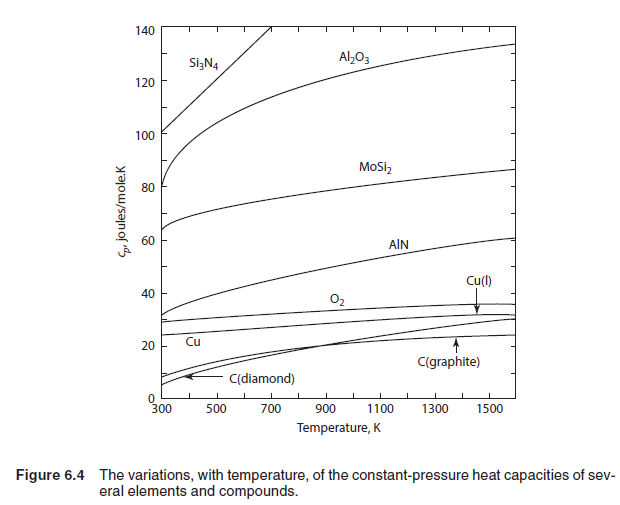 140
120
100
80
60
40
20
0
cₚ, joules/mole.K
Si₃N₄
Al₂O₃
MoSi₂
AlN
Cu(l)
O₂
Cu
C(graphite)
C(diamond)
300 500 700 900 1100 1300 1500
Temperature, K
Figure 6.4 The variations, with temperature, of the constant-pressure heat capacities of sev-
eral elements and compounds.